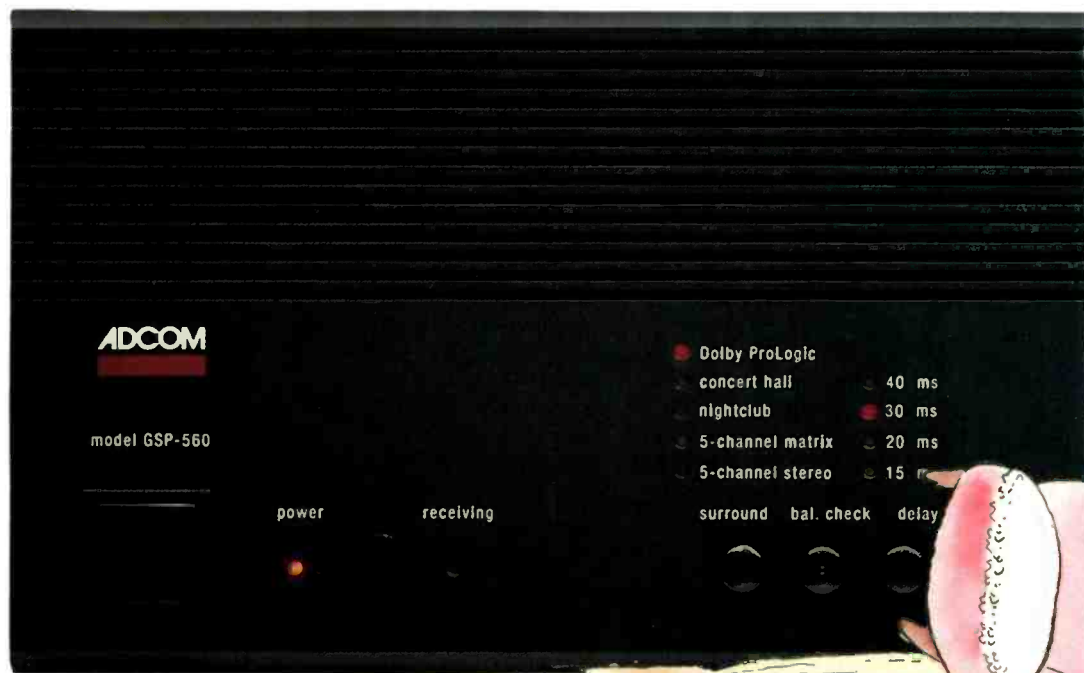 ADCOM
model GSP-560
power
receiving
Dolby ProLogic
concert hall
40 ms
nightclub
30 ms
5-channel matrix
20 ms
5-channel stereo
15
surround
bal. check
delay